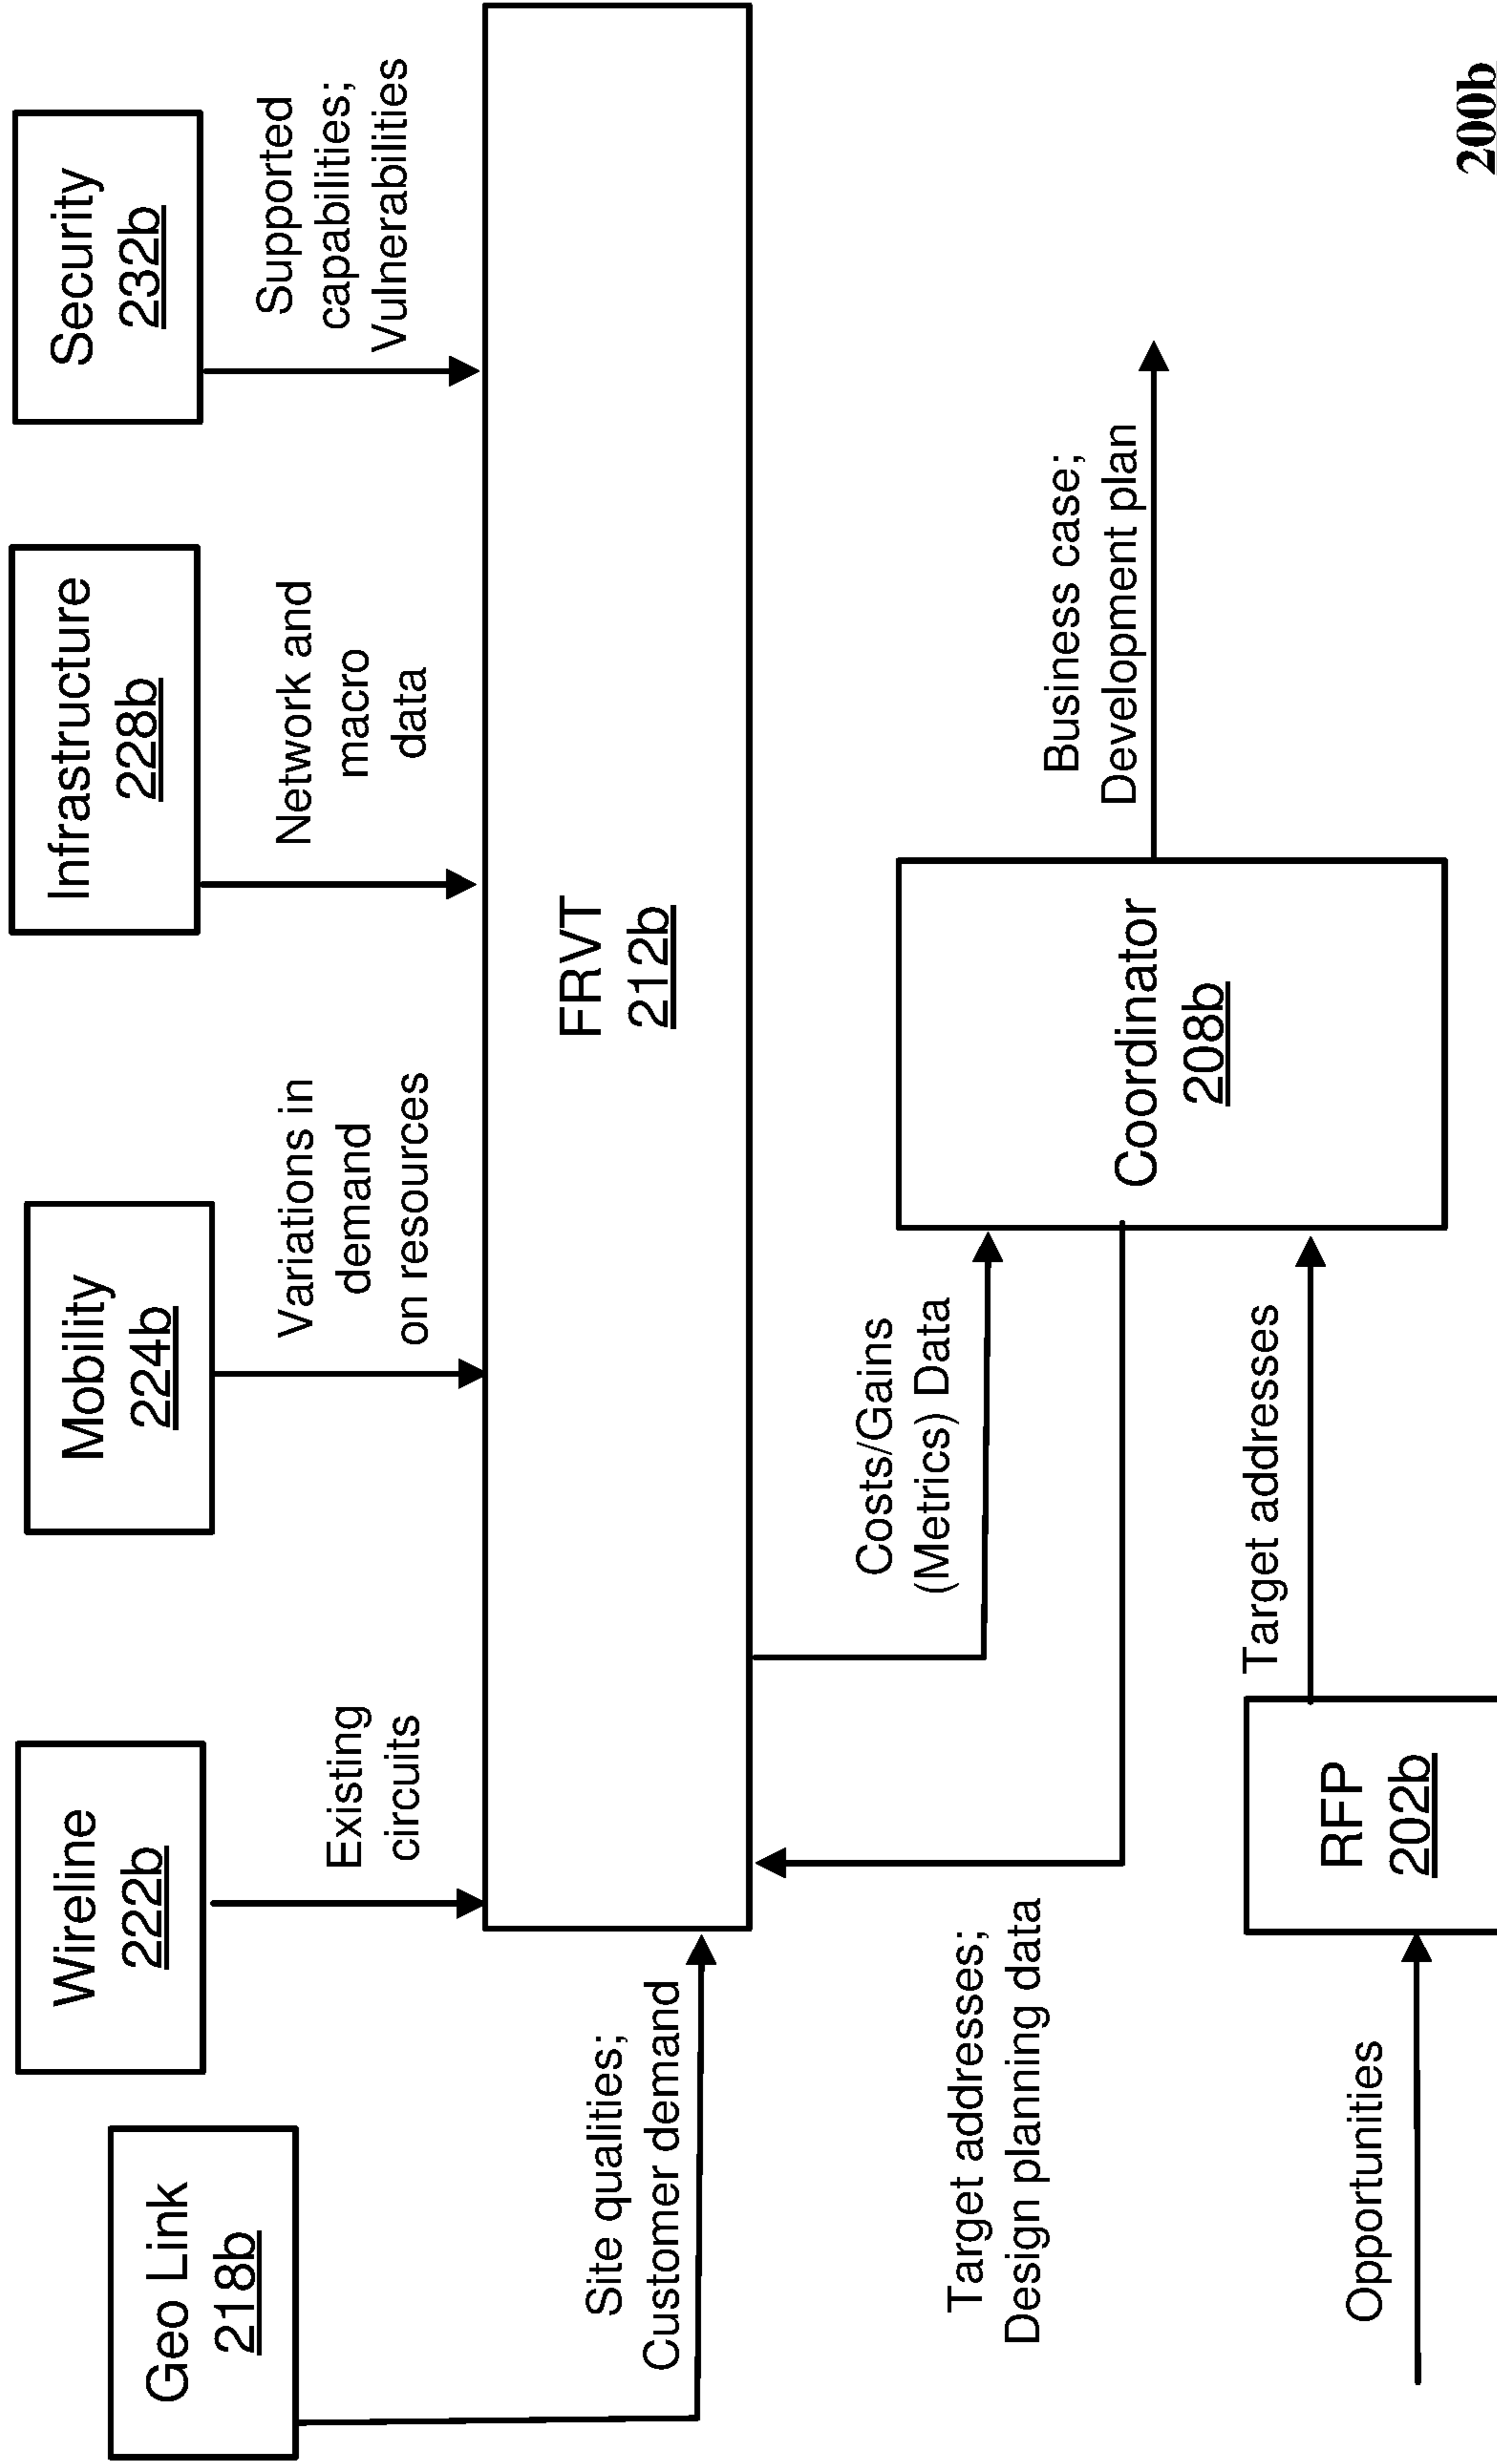 Geo Link
218b
Wireline
222b
Mobility
224b
Infrastructure
228b
Security
232b
Existing
circuits
Variations in
demand
on resources
Network and
macro
data
Supported
capabilities;
Vulnerabilities
Site qualities;
Customer demand
FRVT
212b
Costs/Gains
(Metrics) Data
Target addresses;
Design planning data
Coordinator
208b
Business case;
Development plan
Target addresses
Opportunities
RFP
202b
200b